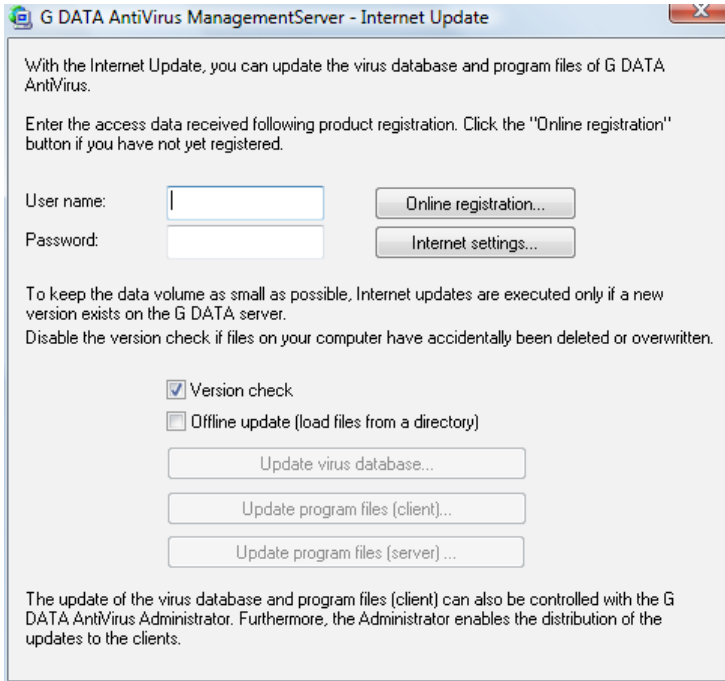 G DATA AntiVirus ManagementServer - Internet Update
With the Internet Update, you can update the virus database and program files of G DATA
AntiVirus.
Enter the access data received following product registration. Click the "Online registration"
button if you have not yet registered.
User name:
Online registration...
Password:
Internet settings...
To keep the data volume as small as possible, Internet updates are executed only if a new
version exists on the G DATA server.
Disable the version check if files on your computer have accidentally been deleted or overwritten.
Version check
Offline update (load files from a directory)
Update virus database...
Update program files (client)...
Update program files (server) ...
The update of the virus database and program files (client) can also be controlled with the G
DATA AntiVirus Administrator. Furthermore, the Administrator enables the distribution of the
updates to the clients.